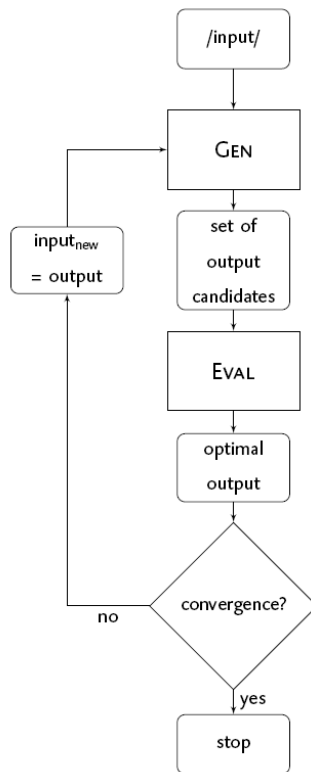 /input/
GEN
set of
output
candidates
input_new
= output
EVAL
optimal
output
convergence?
no
yes
stop